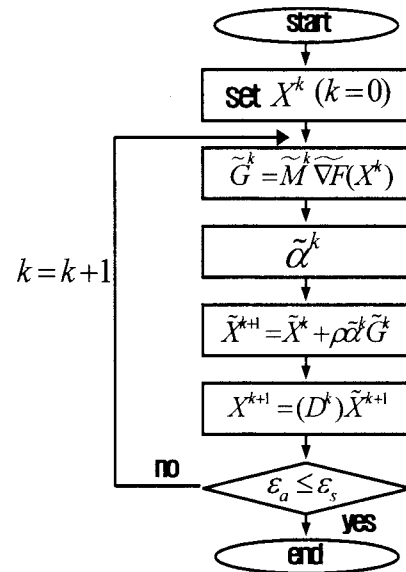 start
set X^k (k=0)
G̃^k = M̃^k ∇̃F(X^k)
α̃^k
k=k+1
X̃^{k+1} = X̃^k + ρα̃^k G̃^k
X^{k+1} = (D^k)X̃^{k+1}
no
ε_a ≤ ε_s
yes
end